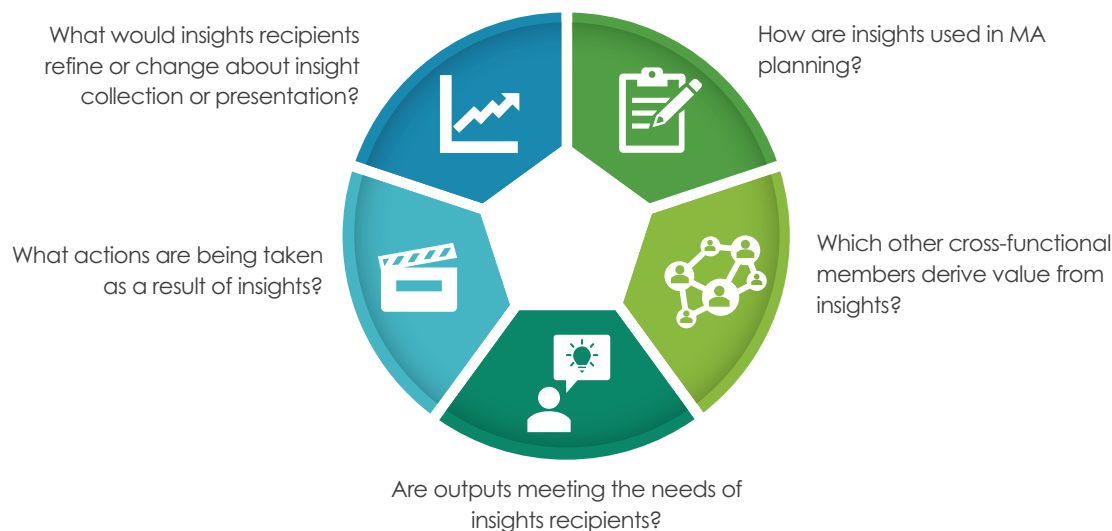 What would insights recipients
refine or change about insight
collection or presentation?
How are insights used in MA
planning?
What actions are being taken
as a result of insights?
Which other cross-functional
members derive value from
insights?
Are outputs meeting the needs of
insights recipients?